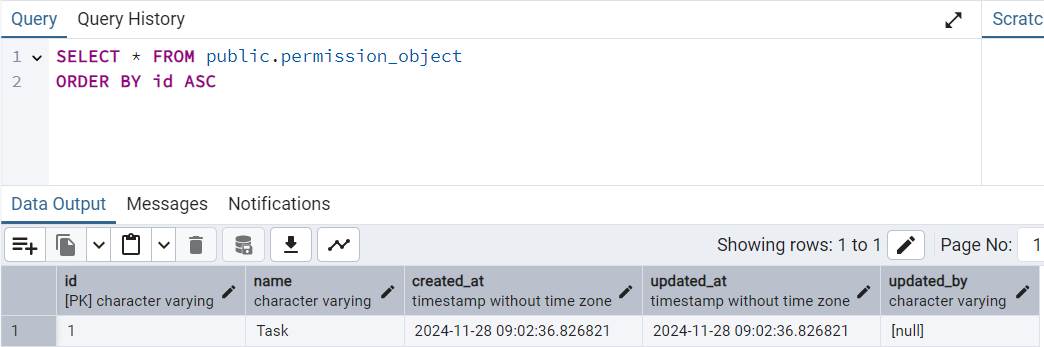 Query Query History Scratc
1 SELECT * FROM public.permission_object
2 ORDER BY id ASC
Data Output Messages Notifications
Showing rows: 1 to 1 Page No: 1
id name created_at updated_at updated_by
[PK] character varying character varying timestamp without time zone timestamp without time zone character varying
1 1 Task 2024-11-28 09:02:36.826821 2024-11-28 09:02:36.826821 [null]